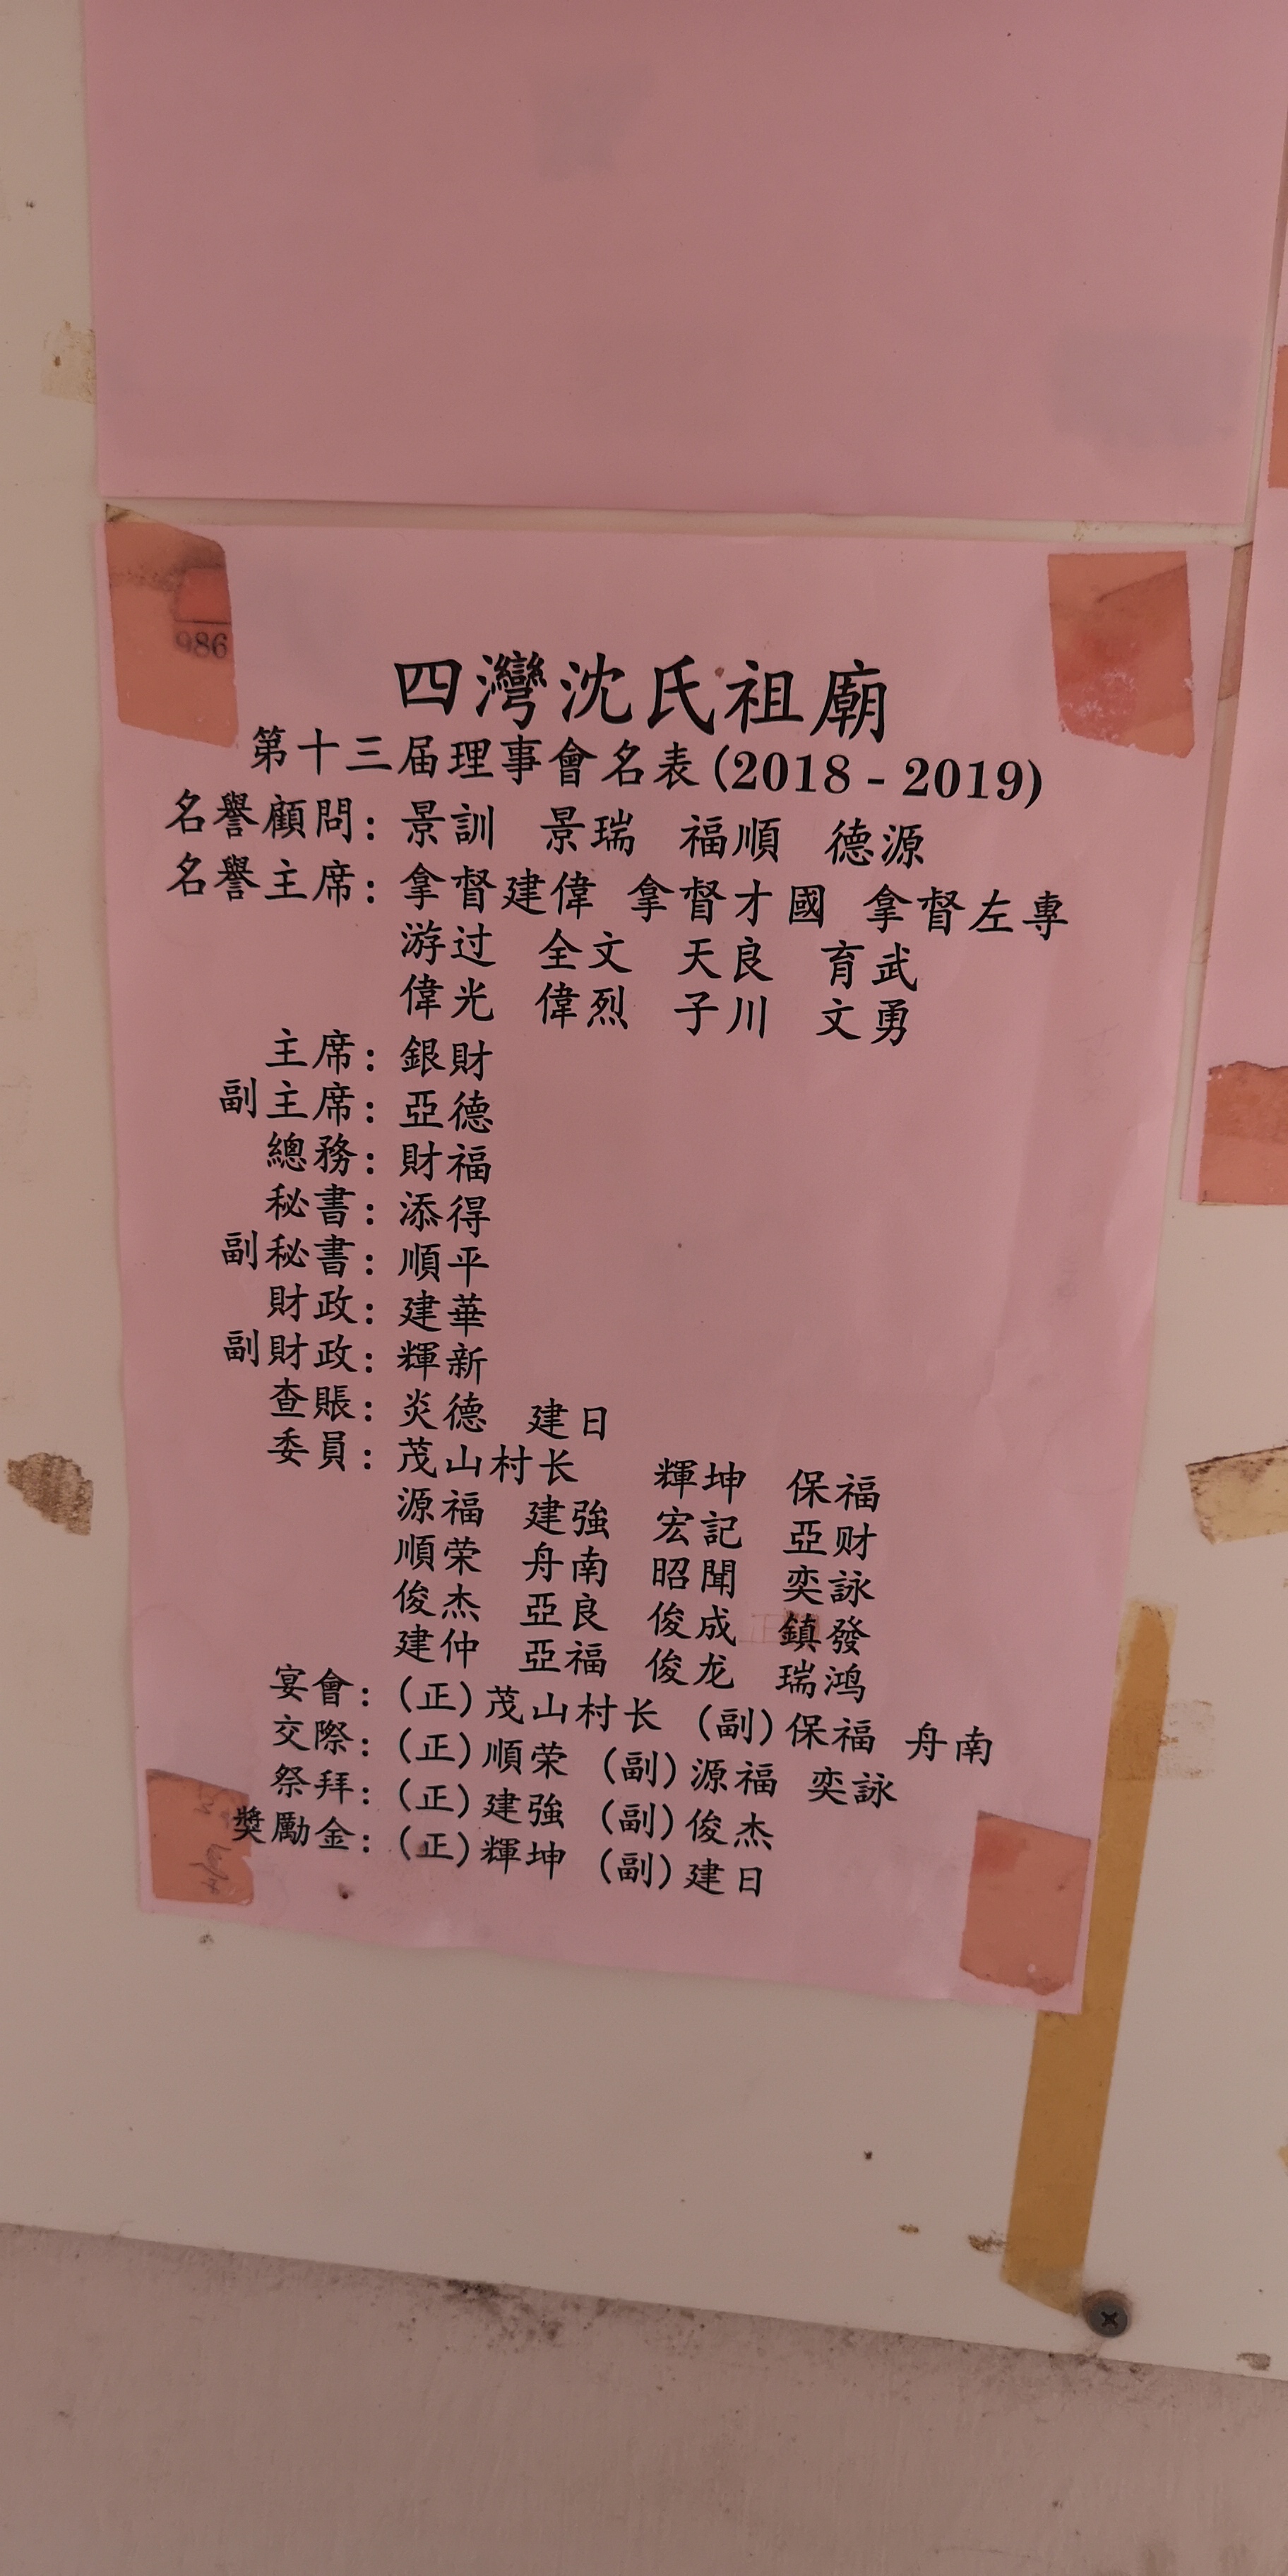 986
四灣沈氏祖廟
第十三届理事會名表(2018 - 2019)
名譽顧問: 景訓 景瑞 福順 德源
名譽主席: 拿督建偉 拿督才國 拿督左專
游过 全文 天良 育武
偉光 偉烈 子川 文勇
主席: 銀財
副主席: 亞德
總務: 財福
秘書: 添得
副秘書: 順平
財政: 建華
副財政: 輝新
查賬: 炎德 建日
委員: 茂山村长 輝坤 保福
源福 建強 宏記 亞财
順荣 舟南 昭聞 奕詠
俊杰 亞良 俊成 鎮發
建仲 亞福 俊龙 瑞鸿
宴會: (正) 茂山村长 (副) 保福 舟南
交際: (正) 順荣 (副) 源福 奕詠
祭拜: (正) 建強 (副) 俊杰
獎勵金: (正) 輝坤 (副) 建日